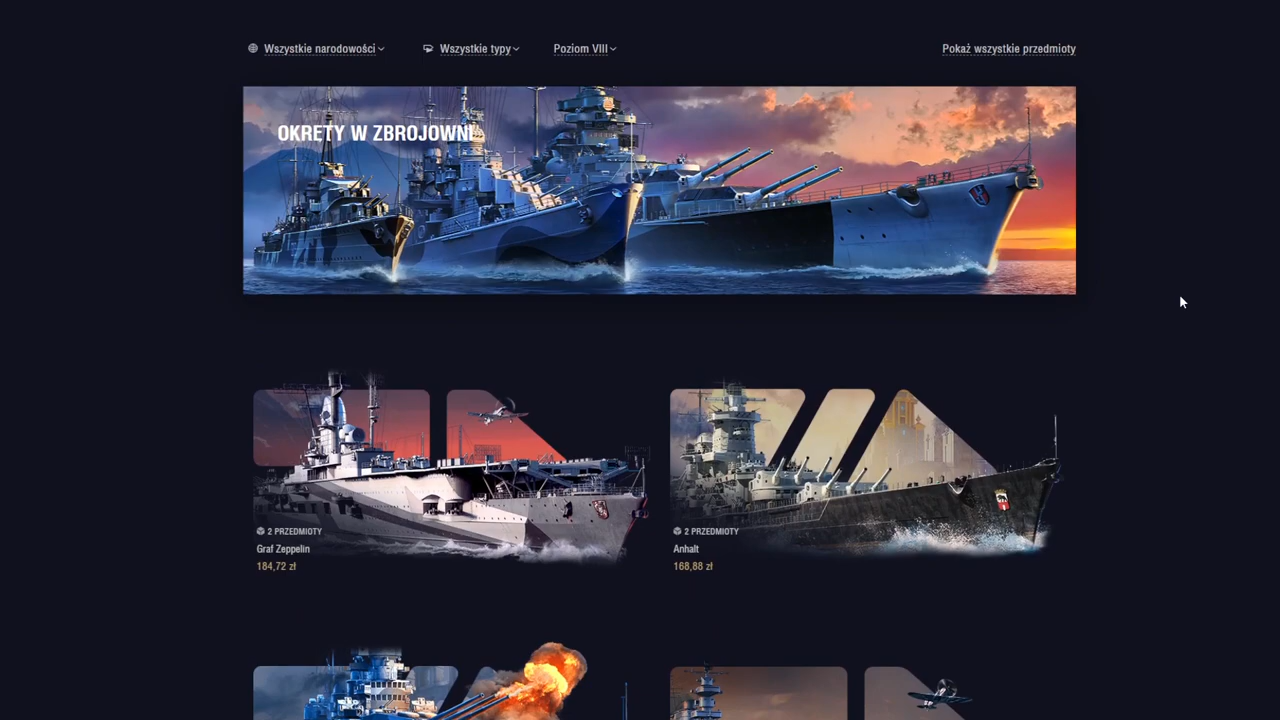 Wszystkie narodowości
Wszystkie typy
Poziom VIII
Pokaż wszystkie przedmioty
OKRĘTY W ZBROJOWNI
2 PRZEDMIOTY
Graf Zeppelin
184,72 zł
2 PRZEDMIOTY
Anhalt
168,88 zł